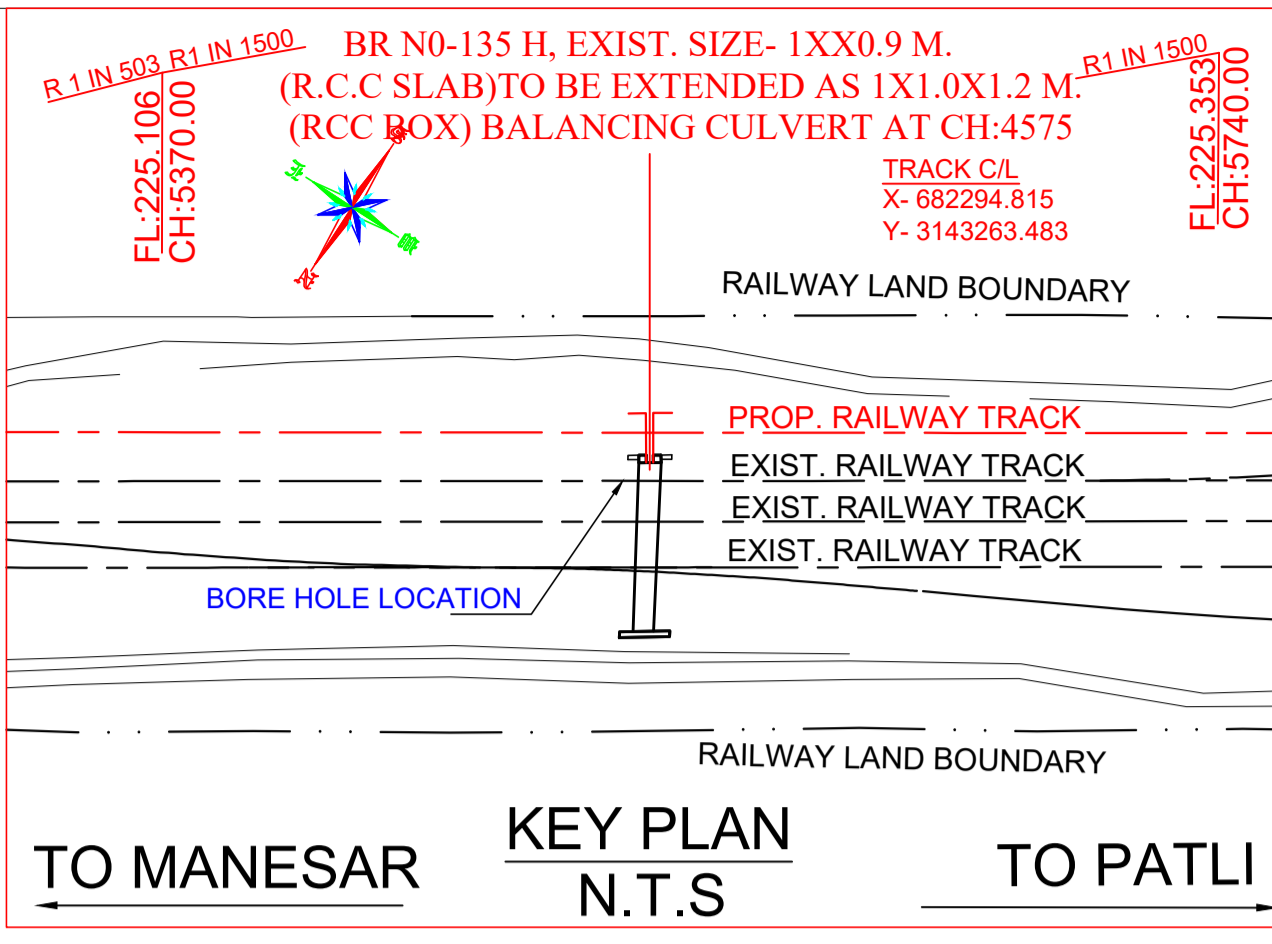 BR N0-135 H, EXIST. SIZE- 1XX0.9 M.
(R.C.C SLAB)TO BE EXTENDED AS 1X1.0X1.2 M.
(RCC BOX) BALANCING CULVERT AT CH:4575
R 1 IN 503
R1 IN 1500
FL:225.106
CH:5370.00
R1 IN 1500
FL:225.353
CH:5740.00
TRACK C/L
X- 682294.815
Y- 3143263.483
RAILWAY LAND BOUNDARY
PROP. RAILWAY TRACK
EXIST. RAILWAY TRACK
EXIST. RAILWAY TRACK
EXIST. RAILWAY TRACK
BORE HOLE LOCATION
RAILWAY LAND BOUNDARY
KEY PLAN
N.T.S
TO MANESAR
TO PATLI